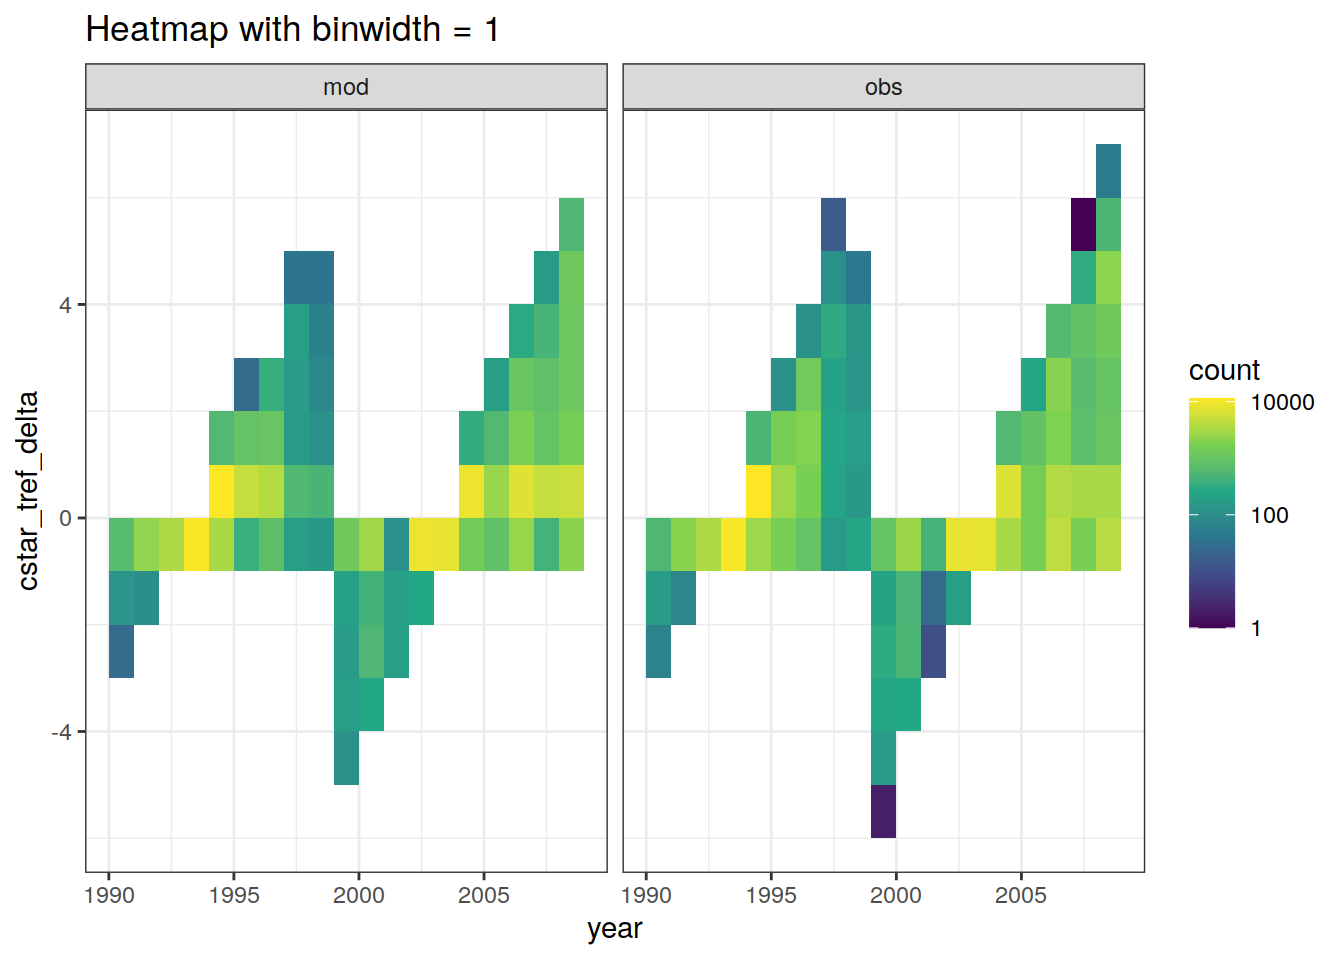 Heatmap with binwidth = 1
mod
obs
cstar_tref_delta
4
0
-4
1990
1995
2000
2005
1990
1995
2000
2005
year
count
10000
100
1